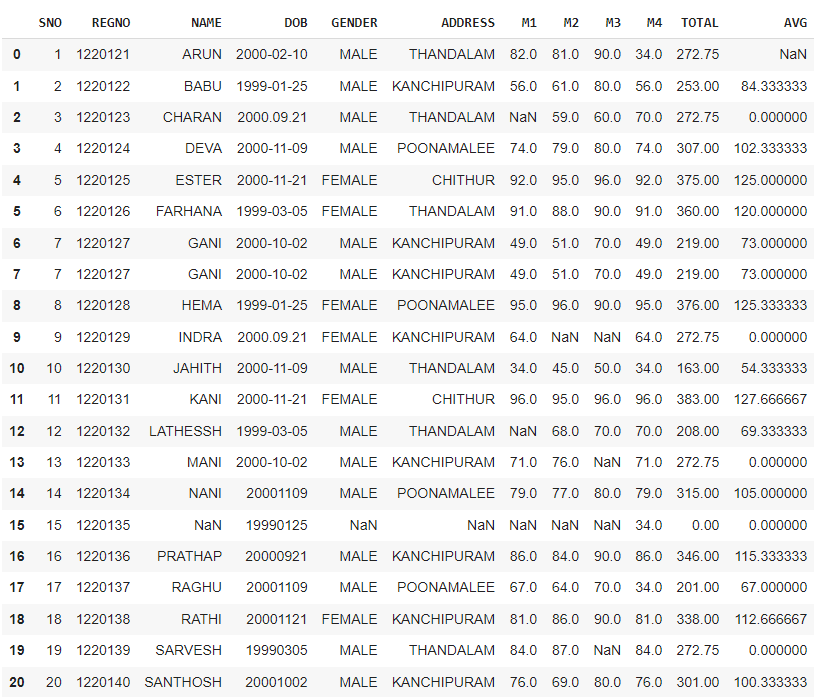 SNO REGNO NAME DOB GENDER ADDRESS M1 M2 M3 M4 TOTAL AVG
0 1 1220121 ARUN 2000-02-10 MALE THANDALAM 82.0 81.0 90.0 34.0 272.75 NaN
1 2 1220122 BABU 1999-01-25 MALE KANCHIPURAM 56.0 61.0 80.0 56.0 253.00 84.333333
2 3 1220123 CHARAN 2000.09.21 MALE THANDALAM NaN 59.0 60.0 70.0 272.75 0.000000
3 4 1220124 DEVA 2000-11-09 MALE POONAMALEE 74.0 79.0 80.0 74.0 307.00 102.333333
4 5 1220125 ESTER 2000-11-21 FEMALE CHITHUR 92.0 95.0 96.0 92.0 375.00 125.000000
5 6 1220126 FARHANA 1999-03-05 FEMALE THANDALAM 91.0 88.0 90.0 91.0 360.00 120.000000
6 7 1220127 GANI 2000-10-02 MALE KANCHIPURAM 49.0 51.0 70.0 49.0 219.00 73.000000
7 7 1220127 GANI 2000-10-02 MALE KANCHIPURAM 49.0 51.0 70.0 49.0 219.00 73.000000
8 8 1220128 HEMA 1999-01-25 FEMALE POONAMALEE 95.0 96.0 90.0 95.0 376.00 125.333333
9 9 1220129 INDRA 2000.09.21 FEMALE KANCHIPURAM 64.0 NaN NaN 64.0 272.75 0.000000
10 10 1220130 JAHITH 2000-11-09 MALE THANDALAM 34.0 45.0 50.0 34.0 163.00 54.333333
11 11 1220131 KANI 2000-11-21 FEMALE CHITHUR 96.0 95.0 96.0 96.0 383.00 127.666667
12 12 1220132 LATHESSH 1999-03-05 MALE THANDALAM NaN 68.0 70.0 70.0 208.00 69.333333
13 13 1220133 MANI 2000-10-02 MALE KANCHIPURAM 71.0 76.0 NaN 71.0 272.75 0.000000
14 14 1220134 NANI 20001109 MALE POONAMALEE 79.0 77.0 80.0 79.0 315.00 105.000000
15 15 1220135 NaN 19990125 NaN NaN NaN NaN NaN 34.0 0.00 0.000000
16 16 1220136 PRATHAP 20000921 MALE KANCHIPURAM 86.0 84.0 90.0 86.0 346.00 115.333333
17 17 1220137 RAGHU 20001109 MALE POONAMALEE 67.0 64.0 70.0 34.0 201.00 67.000000
18 18 1220138 RATHI 20001121 FEMALE KANCHIPURAM 81.0 86.0 90.0 81.0 338.00 112.666667
19 19 1220139 SARVESH 19990305 MALE THANDALAM 84.0 87.0 NaN 84.0 272.75 0.000000
20 20 1220140 SANTHOSH 20001002 MALE KANCHIPURAM 76.0 69.0 80.0 76.0 301.00 100.333333